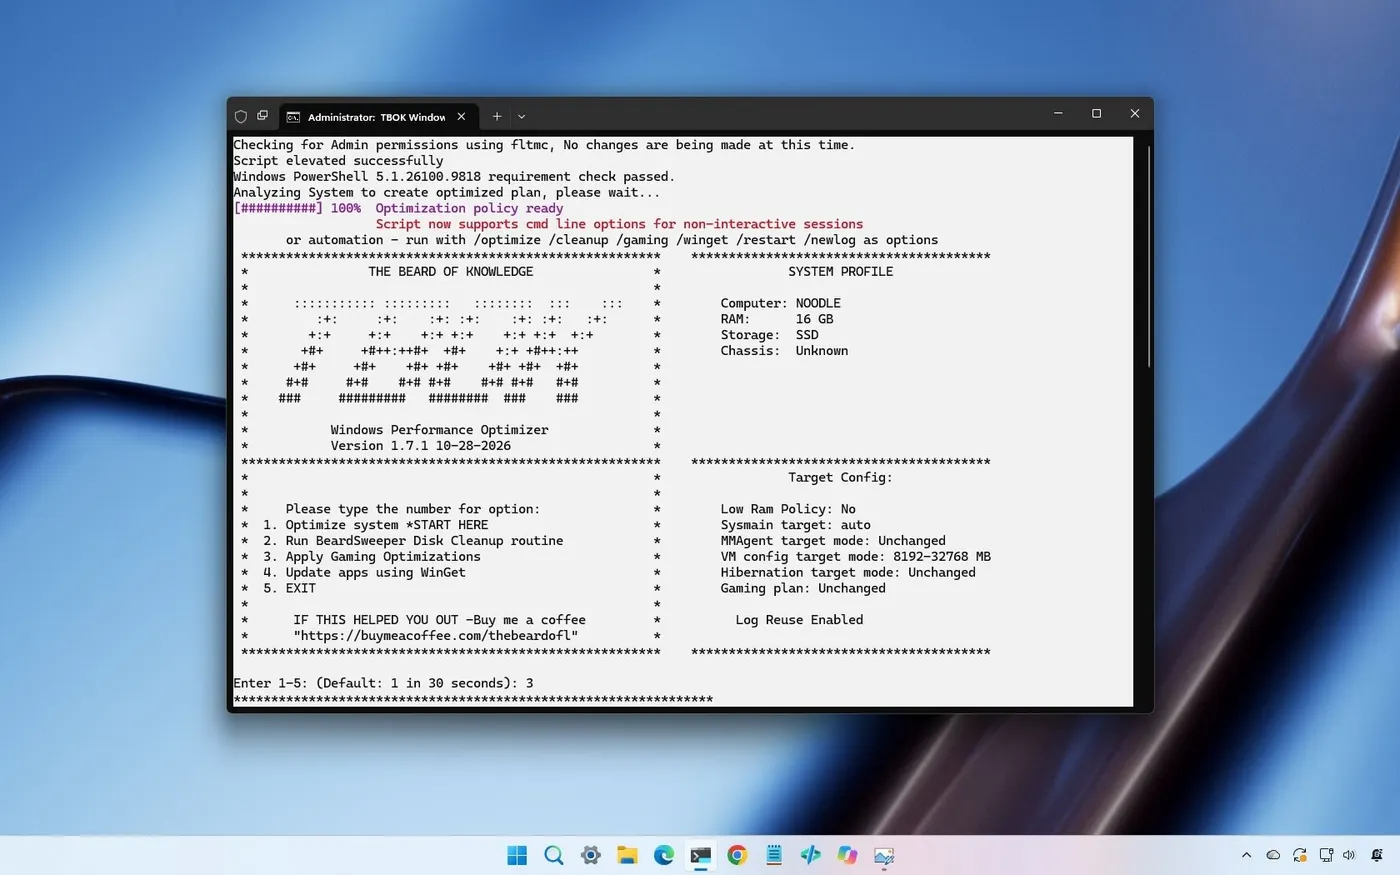 Administrator: TBOK Window
Checking for Admin permissions using fltmc, No changes are being made at this time.
Script elevated successfully
Windows PowerShell 5.1.26100.9818 requirement check passed.
Analyzing System to create optimized plan, please wait...
[##########] 100%  Optimization policy ready
Script now supports cmd line options for non-interactive sessions
or automation - run with /optimize /cleanup /gaming /winget /restart /newlog as options
********************************************************    ****************************************
*                THE BEARD OF KNOWLEDGE                *                 SYSTEM PROFILE
*                                                      *
*      ::::::::::: :::::::::   ::::::::  :::    :::    *        Computer: NOODLE
*         :+:     :+:    :+: :+:    :+: :+:   :+:      *        RAM:      16 GB
*        +:+     +:+    +:+ +:+    +:+ +:+  +:+        *        Storage:  SSD
*       +#+     +#++:++#+  +#+    +:+ +#++:++          *        Chassis:  Unknown
*      +#+     +#+    +#+ +#+    +#+ +#+  +#+          *
*     #+#     #+#    #+# #+#    #+# #+#   #+#          *
*    ###     #########   ########  ###    ###          *
*                                                      *
*           Windows Performance Optimizer              *
*           Version 1.7.1 10-28-2026                   *
********************************************************    ****************************************
*                                                      *                 Target Config:
*                                                      *
*     Please type the number for option:               *        Low Ram Policy: No
*  1. Optimize system *START HERE                      *        Sysmain target: auto
*  2. Run BeardSweeper Disk Cleanup routine            *        MMAgent target mode: Unchanged
*  3. Apply Gaming Optimizations                       *        VM config target mode: 8192-32768 MB
*  4. Update apps using WinGet                         *        Hibernation target mode: Unchanged
*  5. EXIT                                             *        Gaming plan: Unchanged
*                                                      *
*      IF THIS HELPED YOU OUT -Buy me a coffee         *          Log Reuse Enabled
*      "https://buymeacoffee.com/thebeardofl"          *
********************************************************    ****************************************
Enter 1-5: (Default: 1 in 30 seconds): 3
****************************************************************